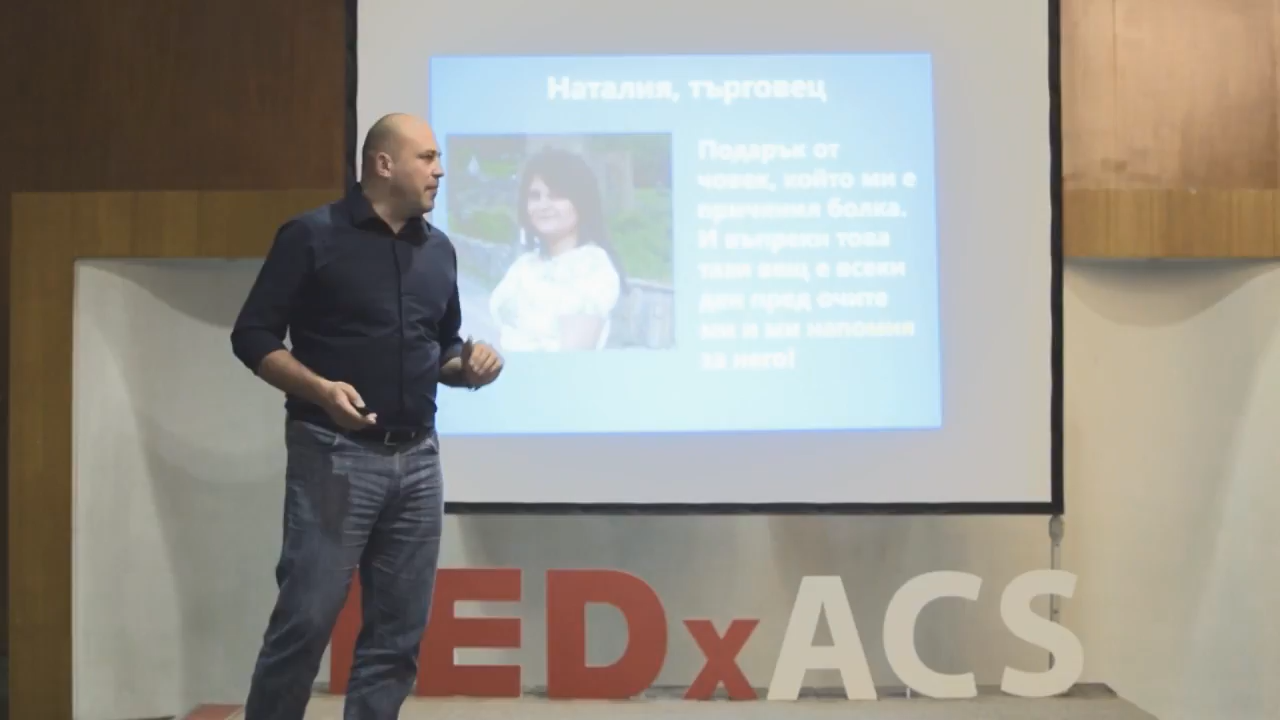 Наталия, търговец
Подарък от
човек, който ми е
причинил болка.
И въпреки това
тази вещ е всеки
ден пред очите
ми и ми напомня
за него!
TEDxACS